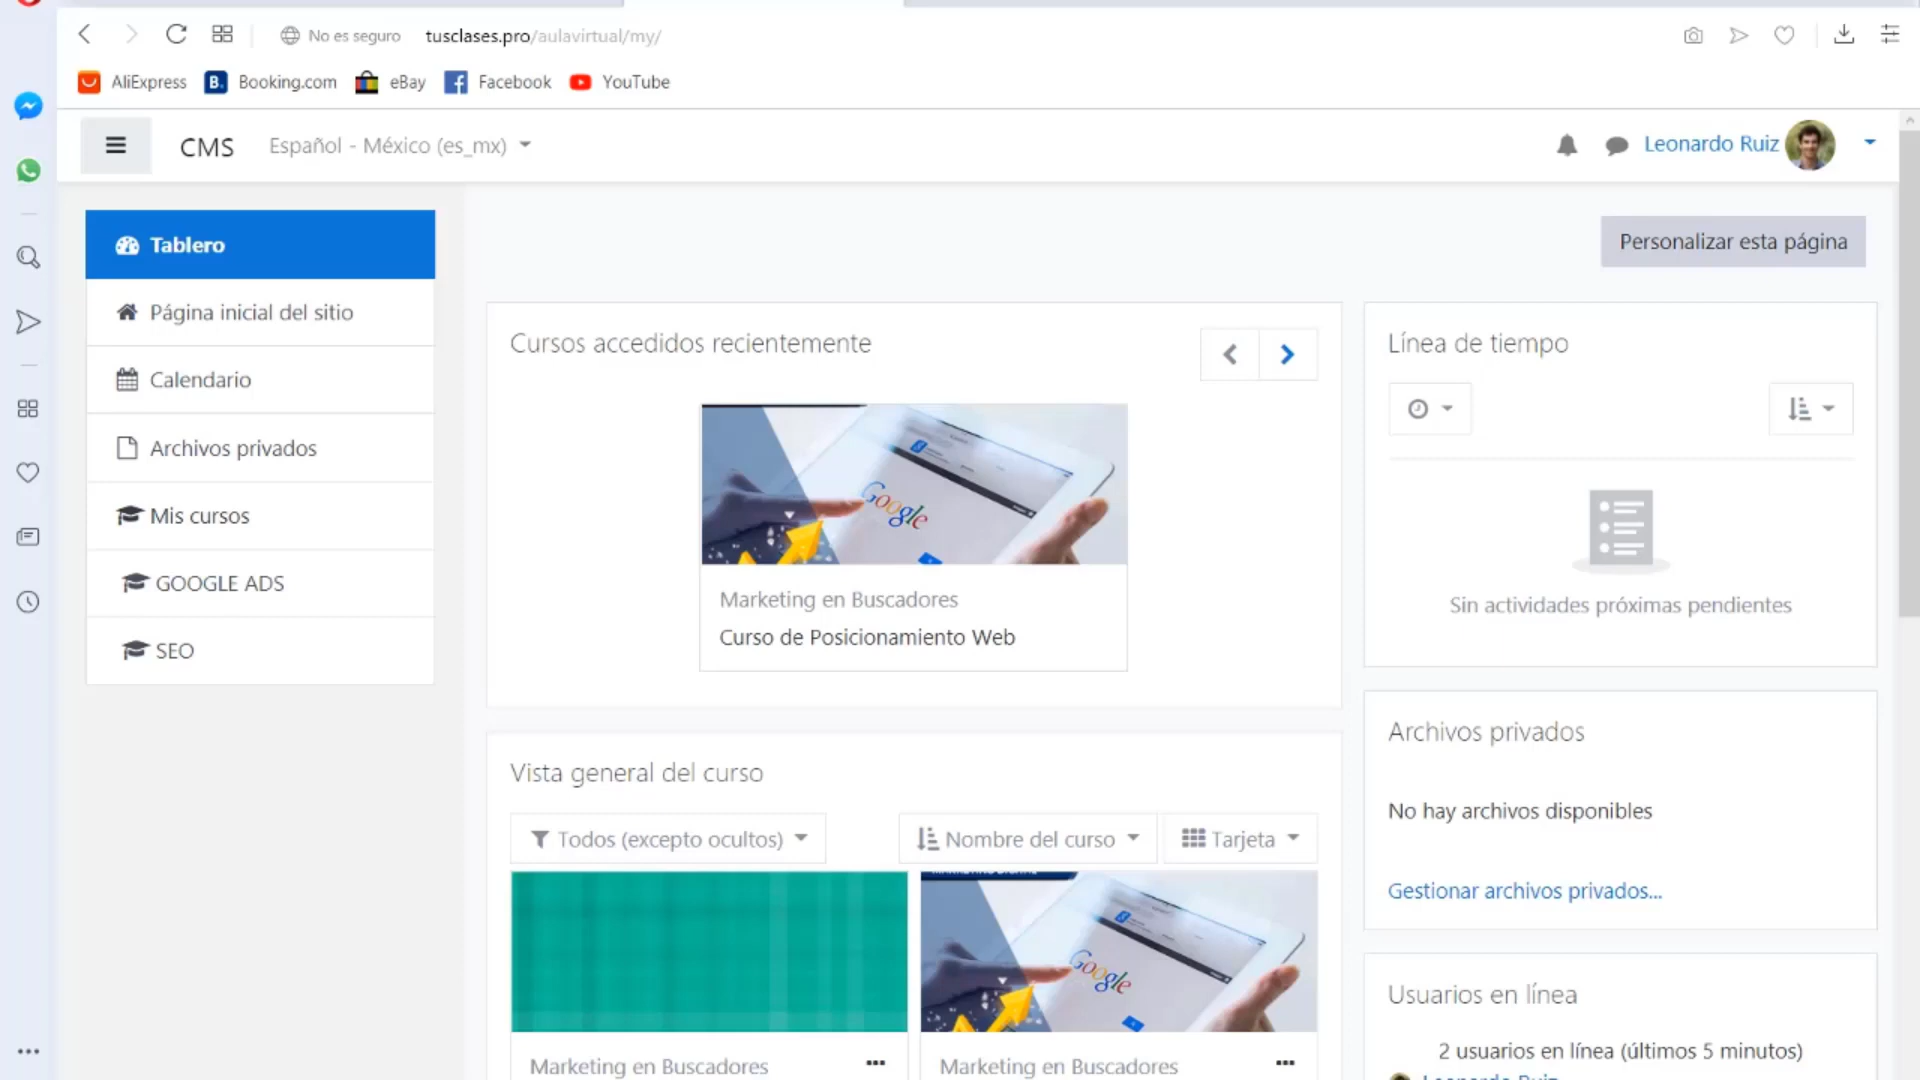 No es seguro tusclases.pro/aulavirtual/my/
AliExpress B. Booking.com eBay Facebook YouTube
CMS Español - México (es_mx) Leonardo Ruiz
Tablero
Personalizar esta página
Página inicial del sitio
Calendario
Archivos privados
Mis cursos
GOOGLE ADS
SEO
Cursos accedidos recientemente
Google
Marketing en Buscadores
Curso de Posicionamiento Web
Vista general del curso
Todos (excepto ocultos) Nombre del curso Tarjeta
Google
Marketing en Buscadores
Marketing en Buscadores
Línea de tiempo
Sin actividades próximas pendientes
Archivos privados
No hay archivos disponibles
Gestionar archivos privados...
Usuarios en línea
2 usuarios en línea (últimos 5 minutos)
Leonardo Ruiz